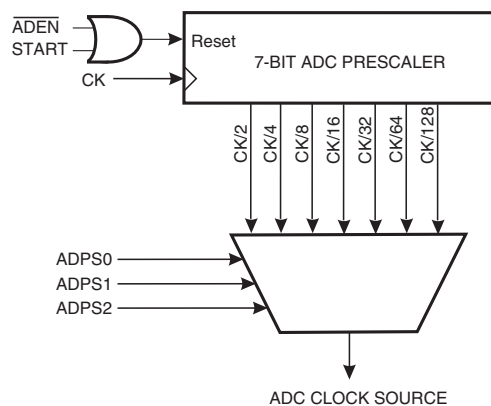 ADEN
START
Reset
7-BIT ADC PRESCALER
CK
CK/2
CK/4
CK/8
CK/16
CK/32
CK/64
CK/128
ADPS0
ADPS1
ADPS2
ADC CLOCK SOURCE